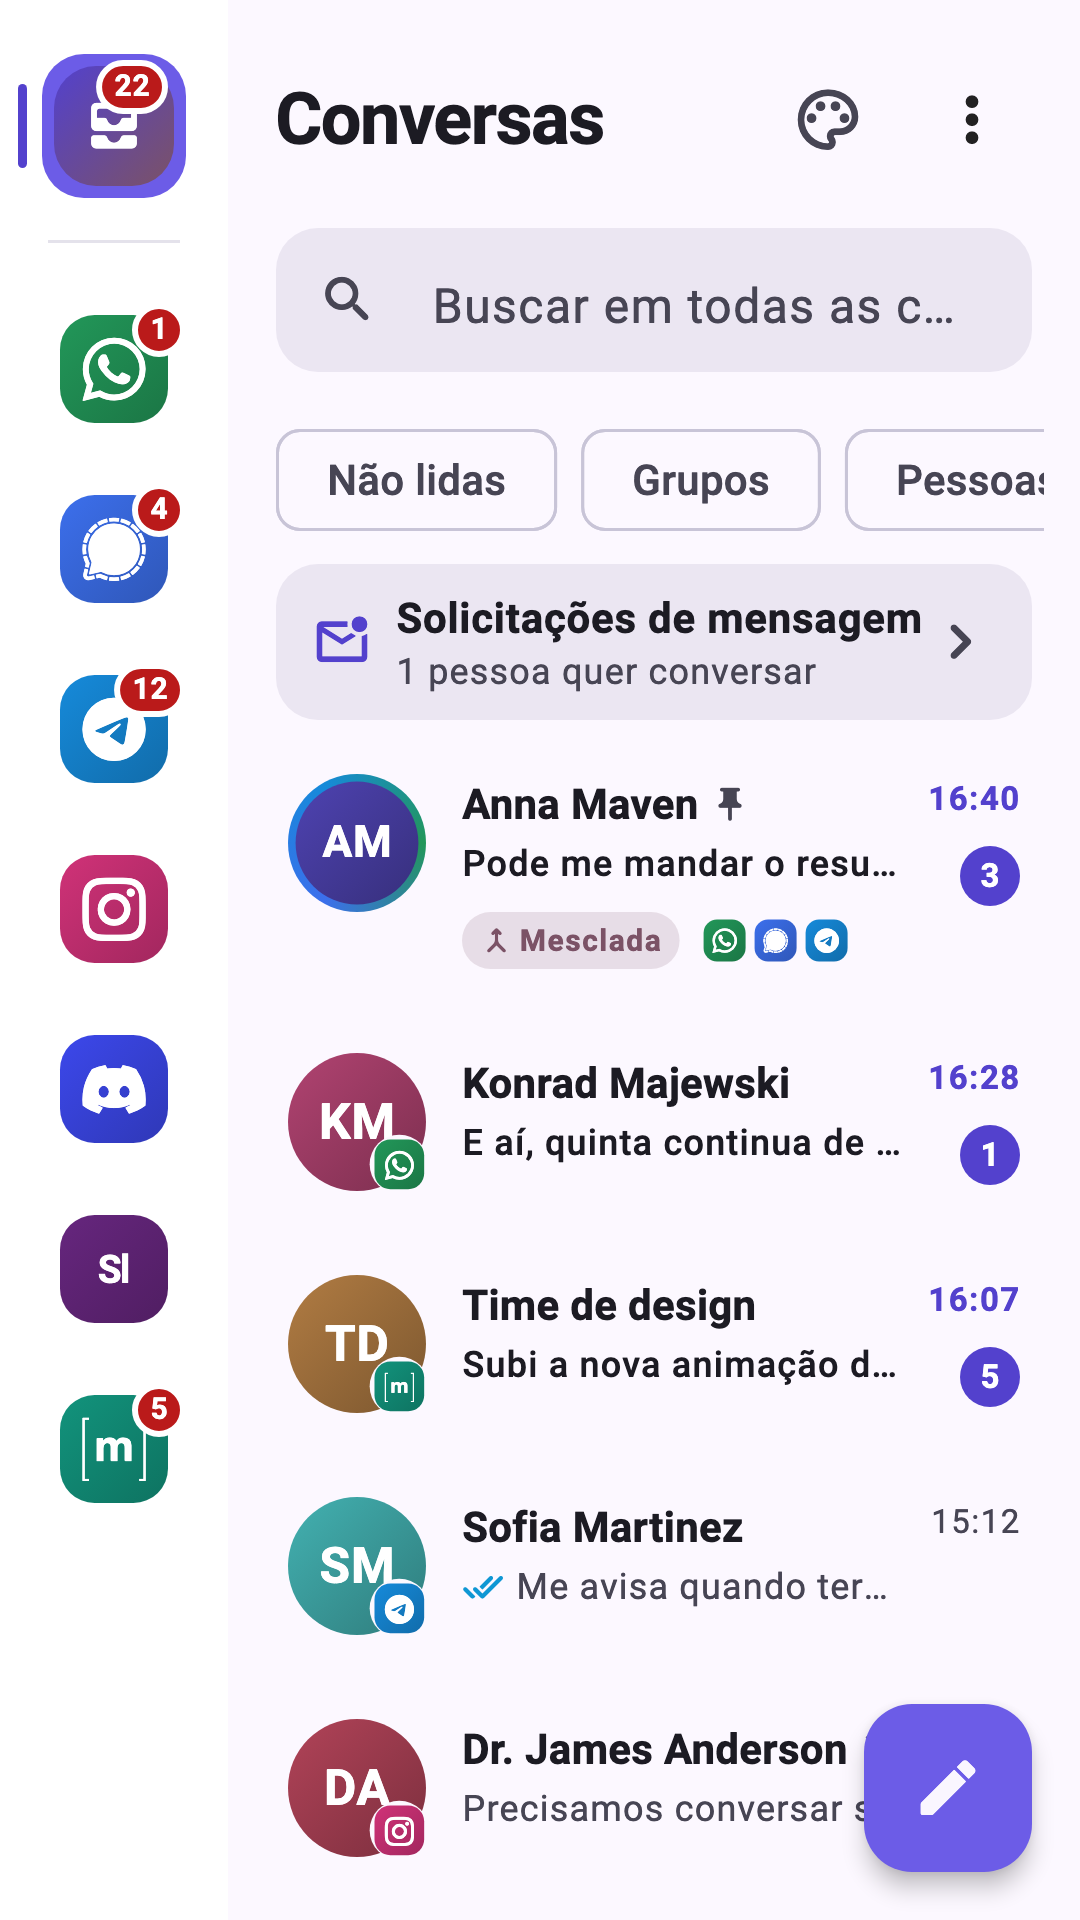 22
Conversas
Buscar em todas as c…
1
Não lidas
Grupos
Pessoas
4
Solicitações de mensagem
1 pessoa quer conversar
12
AM
Anna Maven
16:40
Pode me mandar o resu…
3
Mesclada
KM
Konrad Majewski
16:28
E aí, quinta continua de …
1
Sl
TD
Time de design
16:07
Subi a nova animação d…
5
[m]
5
[m]
SM
Sofia Martinez
15:12
Me avisa quando ter…
DA
Dr. James Anderson
Precisamos conversar s